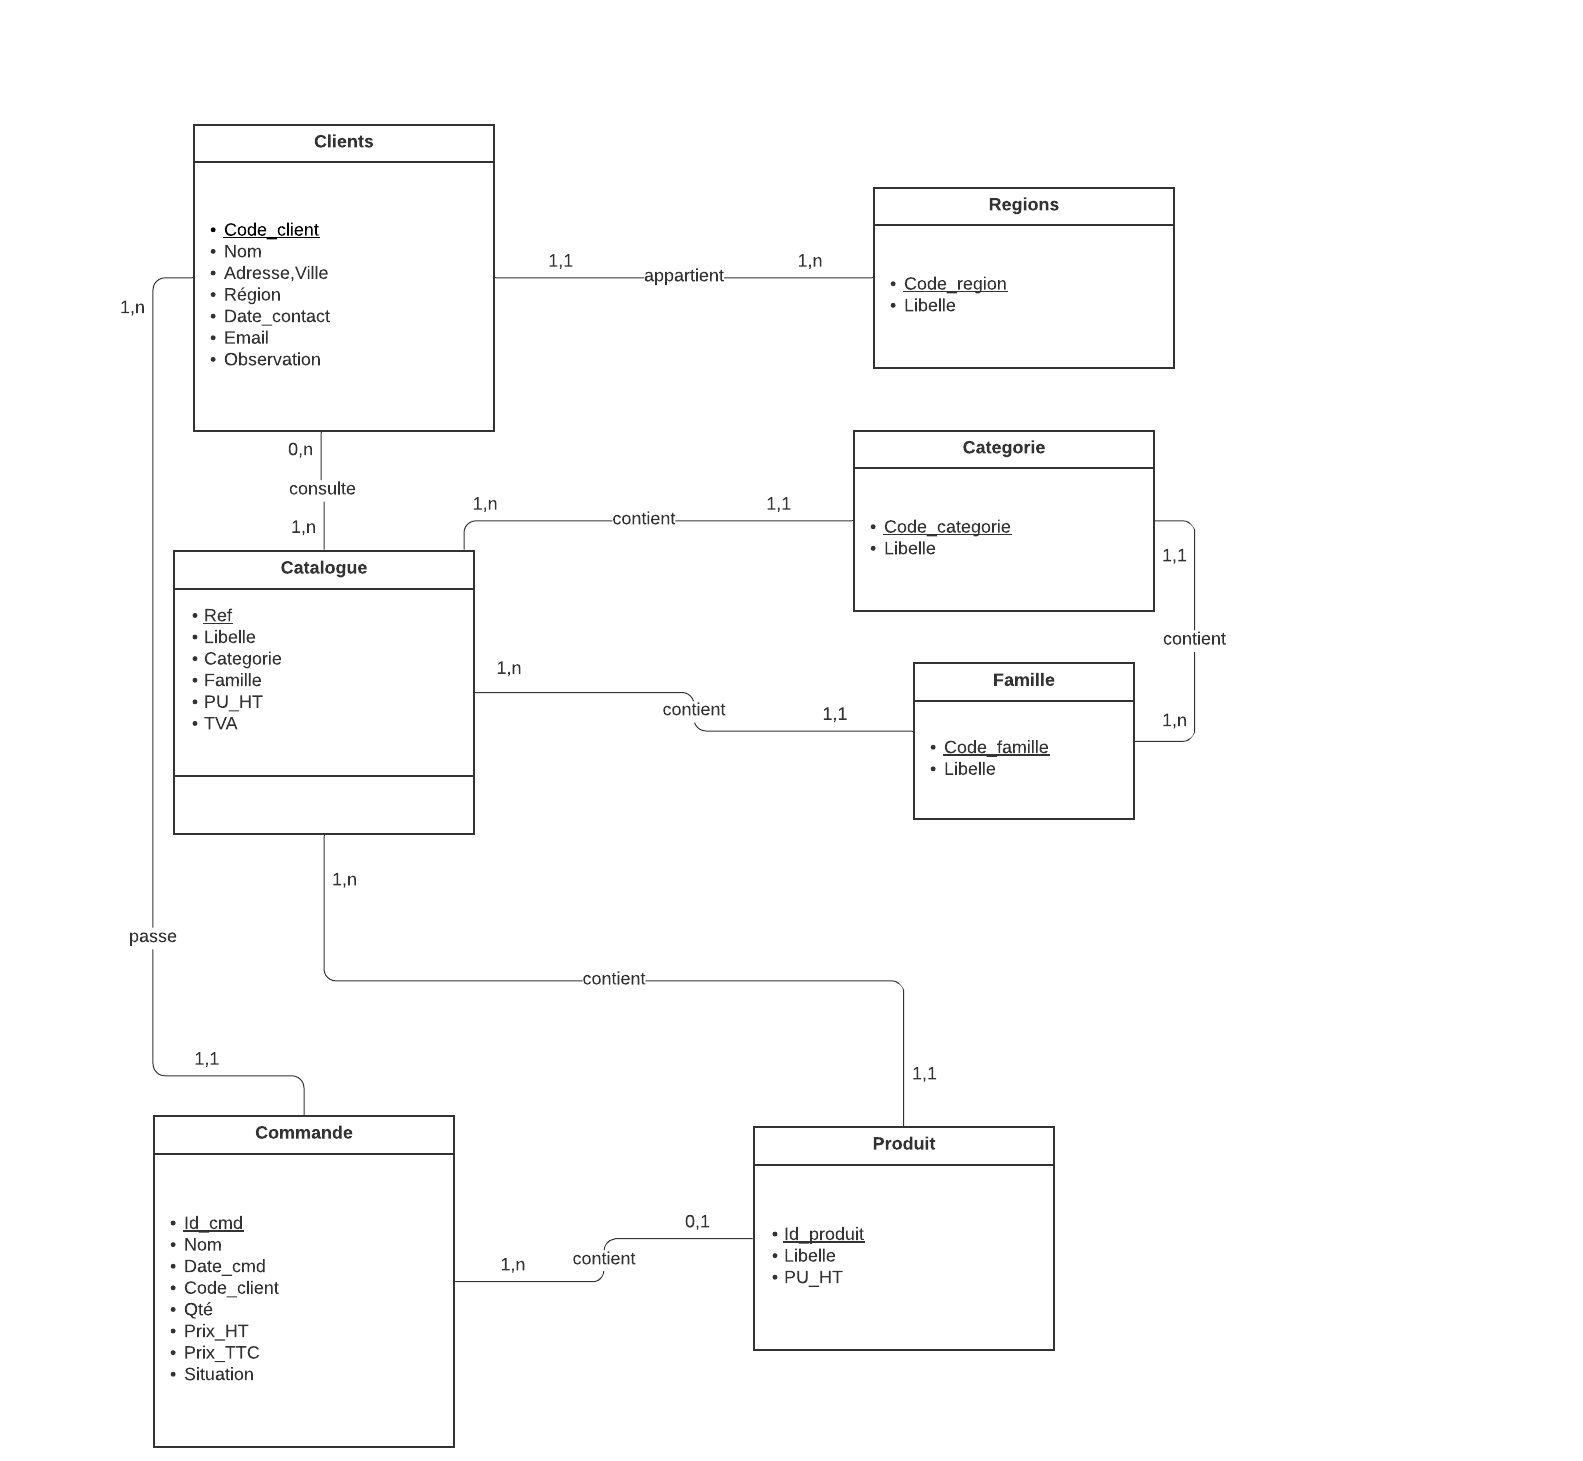 Clients
• Code_client
• Nom
• Adresse,Ville
• Région
• Date_contact
• Email
• Observation
1,1
appartient
1,n
Regions
• Code_region
• Libelle
1,n
0,n
consulte
1,n
Categorie
• Code_categorie
• Libelle
1,n
contient
1,1
1,1
contient
1,n
Catalogue
• Ref
• Libelle
• Categorie
• Famille
• PU_HT
• TVA
1,n
contient
1,1
Famille
• Code_famille
• Libelle
1,n
passe
contient
1,1
1,1
Commande
• Id_cmd
• Nom
• Date_cmd
• Code_client
• Qté
• Prix_HT
• Prix_TTC
• Situation
1,n
contient
0,1
Produit
• Id_produit
• Libelle
• PU_HT